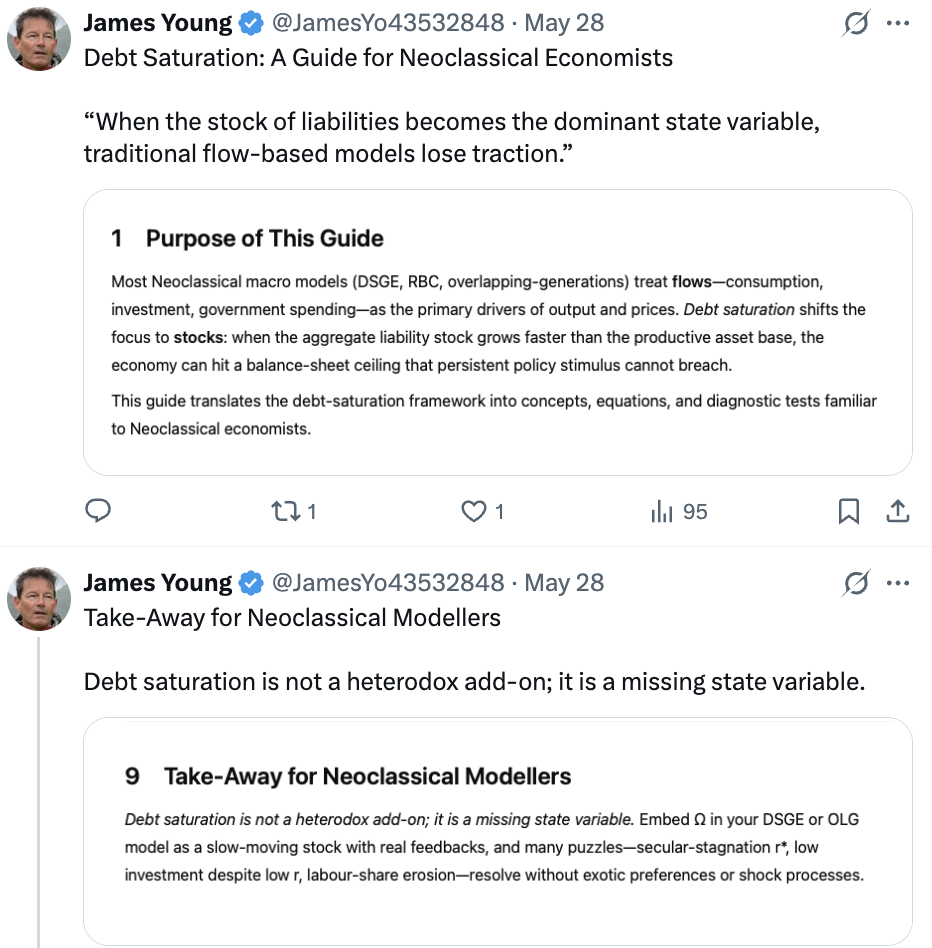 James Young @JamesYo43532848 · May 28
Debt Saturation: A Guide for Neoclassical Economists
“When the stock of liabilities becomes the dominant state variable,
traditional flow-based models lose traction.”
1 Purpose of This Guide
Most Neoclassical macro models (DSGE, RBC, overlapping-generations) treat flows—consumption,
investment, government spending—as the primary drivers of output and prices. Debt saturation shifts the
focus to stocks: when the aggregate liability stock grows faster than the productive asset base, the
economy can hit a balance-sheet ceiling that persistent policy stimulus cannot breach.
This guide translates the debt-saturation framework into concepts, equations, and diagnostic tests familiar
to Neoclassical economists.
1 1 95
James Young @JamesYo43532848 · May 28
Take-Away for Neoclassical Modellers
Debt saturation is not a heterodox add-on; it is a missing state variable.
9 Take-Away for Neoclassical Modellers
Debt saturation is not a heterodox add-on; it is a missing state variable. Embed Ω in your DSGE or OLG
model as a slow-moving stock with real feedbacks, and many puzzles—secular-stagnation r*, low
investment despite low r, labour-share erosion—resolve without exotic preferences or shock processes.